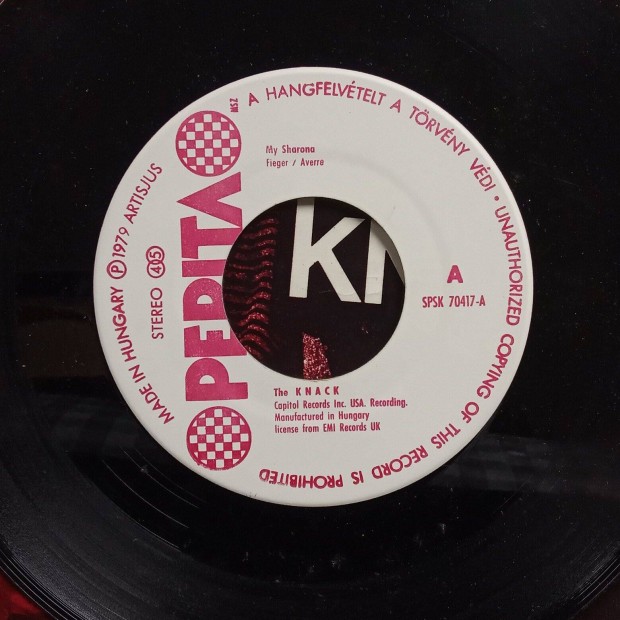 MADE IN HUNGARY Ⓟ 1979 ARTISJUS
STEREO 45
PEPITA
MSZ
A HANGFELVÉTELT A TÖRVÉNY VÉDI · UNAUTHORIZED COPYING OF THIS RECORD IS PROHIBITED
My Sharona
Fieger / Averre
KN
A
SPSK 70417-A
The KNACK
Capitol Records Inc. USA. Recording.
Manufactured in Hungary
license from EMI Records UK